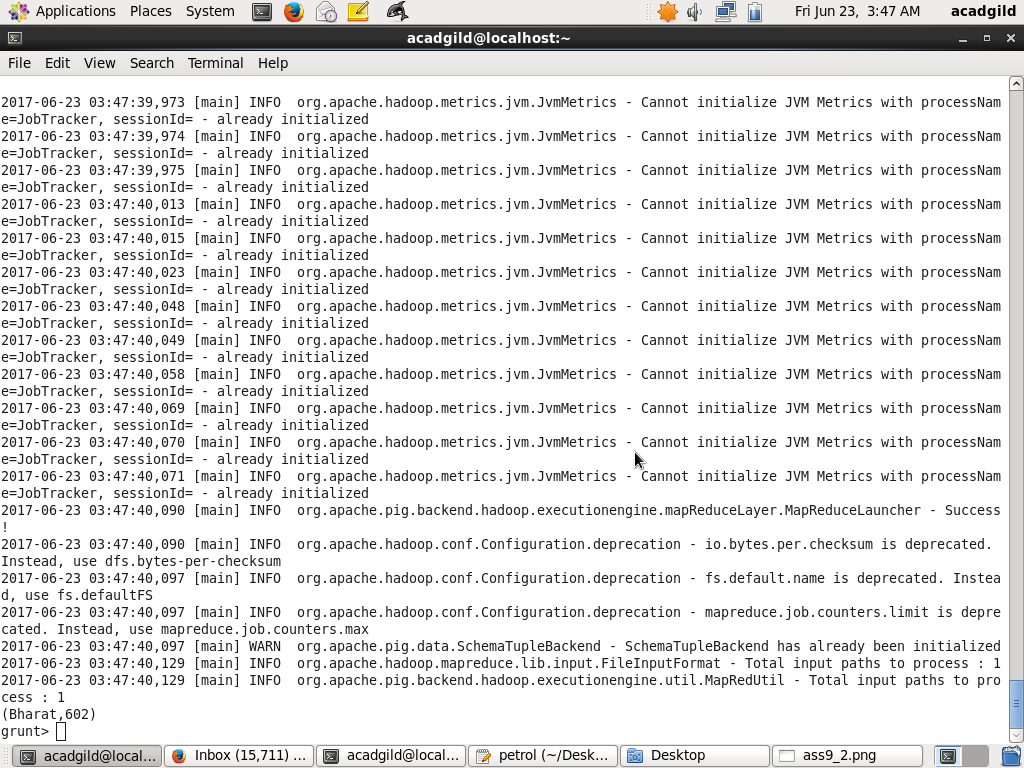 Applications Places System Fri Jun 23, 3:47 AM acadgild
acadgild@localhost:~
File Edit View Search Terminal Help
2017-06-23 03:47:39,973 [main] INFO  org.apache.hadoop.metrics.jvm.JvmMetrics - Cannot initialize JVM Metrics with processNam
e=JobTracker, sessionId= - already initialized
2017-06-23 03:47:39,974 [main] INFO  org.apache.hadoop.metrics.jvm.JvmMetrics - Cannot initialize JVM Metrics with processNam
e=JobTracker, sessionId= - already initialized
2017-06-23 03:47:39,975 [main] INFO  org.apache.hadoop.metrics.jvm.JvmMetrics - Cannot initialize JVM Metrics with processNam
e=JobTracker, sessionId= - already initialized
2017-06-23 03:47:40,013 [main] INFO  org.apache.hadoop.metrics.jvm.JvmMetrics - Cannot initialize JVM Metrics with processNam
e=JobTracker, sessionId= - already initialized
2017-06-23 03:47:40,015 [main] INFO  org.apache.hadoop.metrics.jvm.JvmMetrics - Cannot initialize JVM Metrics with processNam
e=JobTracker, sessionId= - already initialized
2017-06-23 03:47:40,023 [main] INFO  org.apache.hadoop.metrics.jvm.JvmMetrics - Cannot initialize JVM Metrics with processNam
e=JobTracker, sessionId= - already initialized
2017-06-23 03:47:40,048 [main] INFO  org.apache.hadoop.metrics.jvm.JvmMetrics - Cannot initialize JVM Metrics with processNam
e=JobTracker, sessionId= - already initialized
2017-06-23 03:47:40,049 [main] INFO  org.apache.hadoop.metrics.jvm.JvmMetrics - Cannot initialize JVM Metrics with processNam
e=JobTracker, sessionId= - already initialized
2017-06-23 03:47:40,058 [main] INFO  org.apache.hadoop.metrics.jvm.JvmMetrics - Cannot initialize JVM Metrics with processNam
e=JobTracker, sessionId= - already initialized
2017-06-23 03:47:40,069 [main] INFO  org.apache.hadoop.metrics.jvm.JvmMetrics - Cannot initialize JVM Metrics with processNam
e=JobTracker, sessionId= - already initialized
2017-06-23 03:47:40,070 [main] INFO  org.apache.hadoop.metrics.jvm.JvmMetrics - Cannot initialize JVM Metrics with processNam
e=JobTracker, sessionId= - already initialized
2017-06-23 03:47:40,071 [main] INFO  org.apache.hadoop.metrics.jvm.JvmMetrics - Cannot initialize JVM Metrics with processNam
e=JobTracker, sessionId= - already initialized
2017-06-23 03:47:40,090 [main] INFO  org.apache.pig.backend.hadoop.executionengine.mapReduceLayer.MapReduceLauncher - Success
!
2017-06-23 03:47:40,090 [main] INFO  org.apache.hadoop.conf.Configuration.deprecation - io.bytes.per.checksum is deprecated.
Instead, use dfs.bytes-per-checksum
2017-06-23 03:47:40,097 [main] INFO  org.apache.hadoop.conf.Configuration.deprecation - fs.default.name is deprecated. Instea
d, use fs.defaultFS
2017-06-23 03:47:40,097 [main] INFO  org.apache.hadoop.conf.Configuration.deprecation - mapreduce.job.counters.limit is depre
cated. Instead, use mapreduce.job.counters.max
2017-06-23 03:47:40,097 [main] WARN  org.apache.pig.data.SchemaTupleBackend - SchemaTupleBackend has already been initialized
2017-06-23 03:47:40,129 [main] INFO  org.apache.hadoop.mapreduce.lib.input.FileInputFormat - Total input paths to process : 1
2017-06-23 03:47:40,129 [main] INFO  org.apache.pig.backend.hadoop.executionengine.util.MapRedUtil - Total input paths to pro
cess : 1
(Bharat,602)
grunt>
acadgild@local... Inbox (15,711) ... acadgild@local... petrol (~/Desk... Desktop ass9_2.png